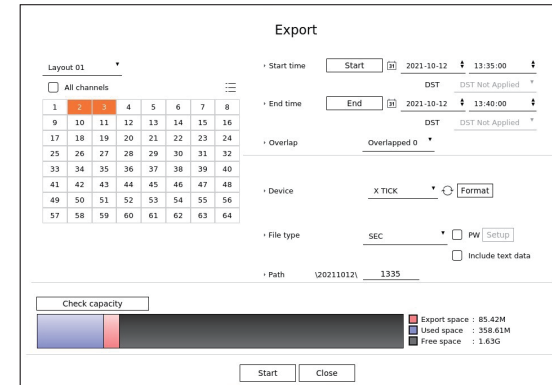 Export
Layout 01
All channels
1 2 3 4 5 6 7 8
9 10 11 12 13 14 15 16
17 18 19 20 21 22 23 24
25 26 27 28 29 30 31 32
33 34 35 36 37 38 39 40
41 42 43 44 45 46 47 48
49 50 51 52 53 54 55 56
57 58 59 60 61 62 63 64
Start time Start 31 2021-10-12 13:35:00
DST DST Not Applied
End time End 31 2021-10-12 13:40:00
DST DST Not Applied
Overlap Overlapped 0
Device X TICK Format
File type SEC PW Setup
Include text data
Path \20211012\ 1335
Check capacity
Export space : 85.42M
Used space : 358.61M
Free space : 1.63G
Start Close